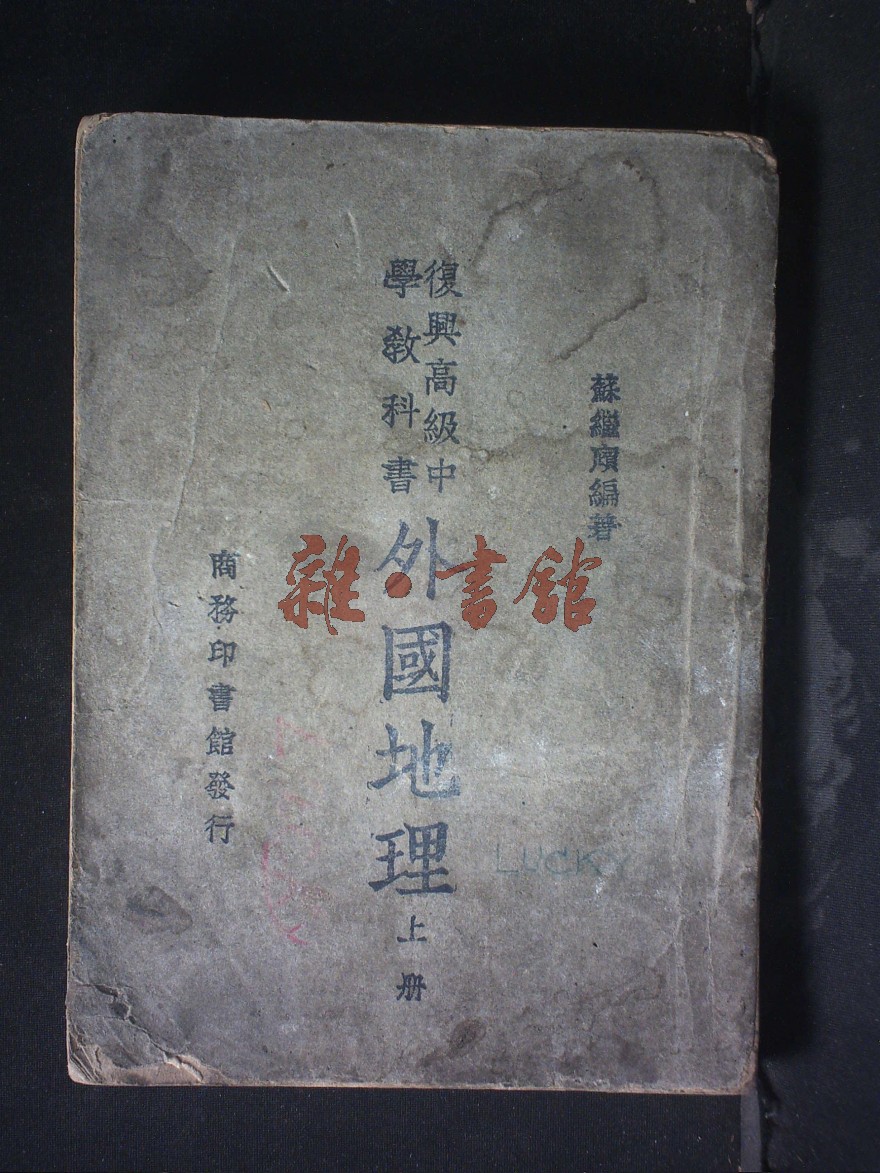 蘇繼廎編著
復興高級中
學教科書
外國地理
上册
商務印書館發行
雜·書館
LUCKY